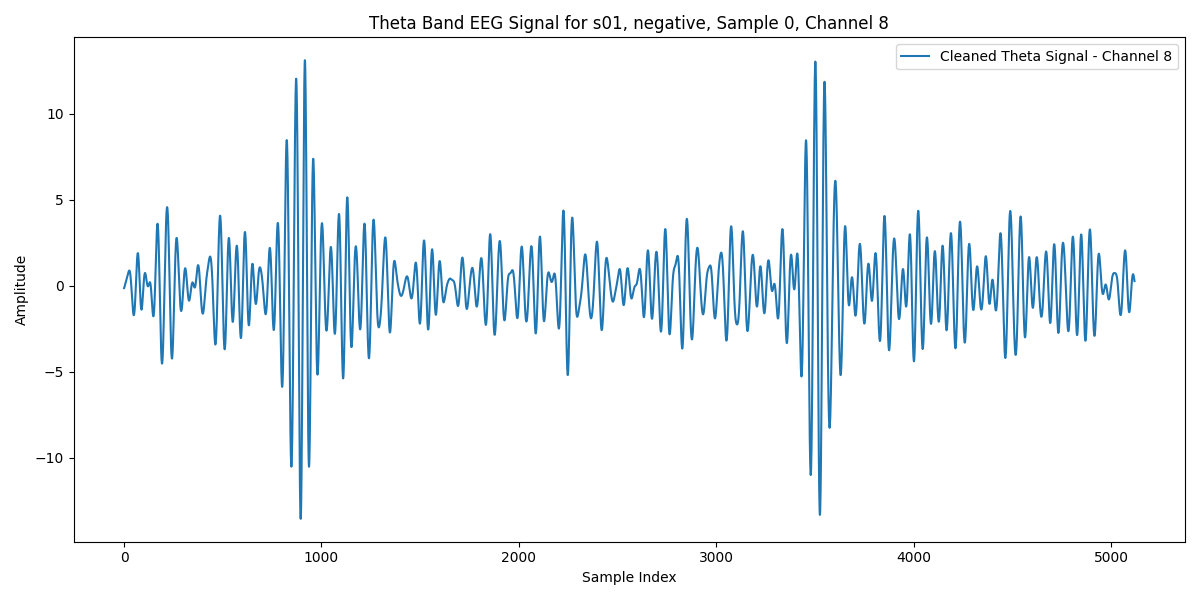 Theta Band EEG Signal for s01, negative, Sample 0, Channel 8
Cleaned Theta Signal - Channel 8
Amplitude
10
5
0
−5
−10
0 1000 2000 3000 4000 5000
Sample Index